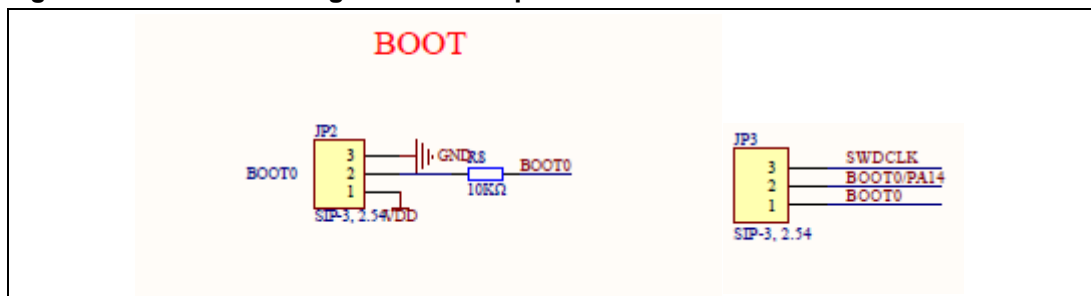 BOOT
JP2
3
GND
R8
BOOT0
BOOT0
2
10KΩ
1
SIP-3, 2.54
VDD
JP3
3
SWDCLK
2
BOOT0/PA14
1
BOOT0
SIP-3, 2.54